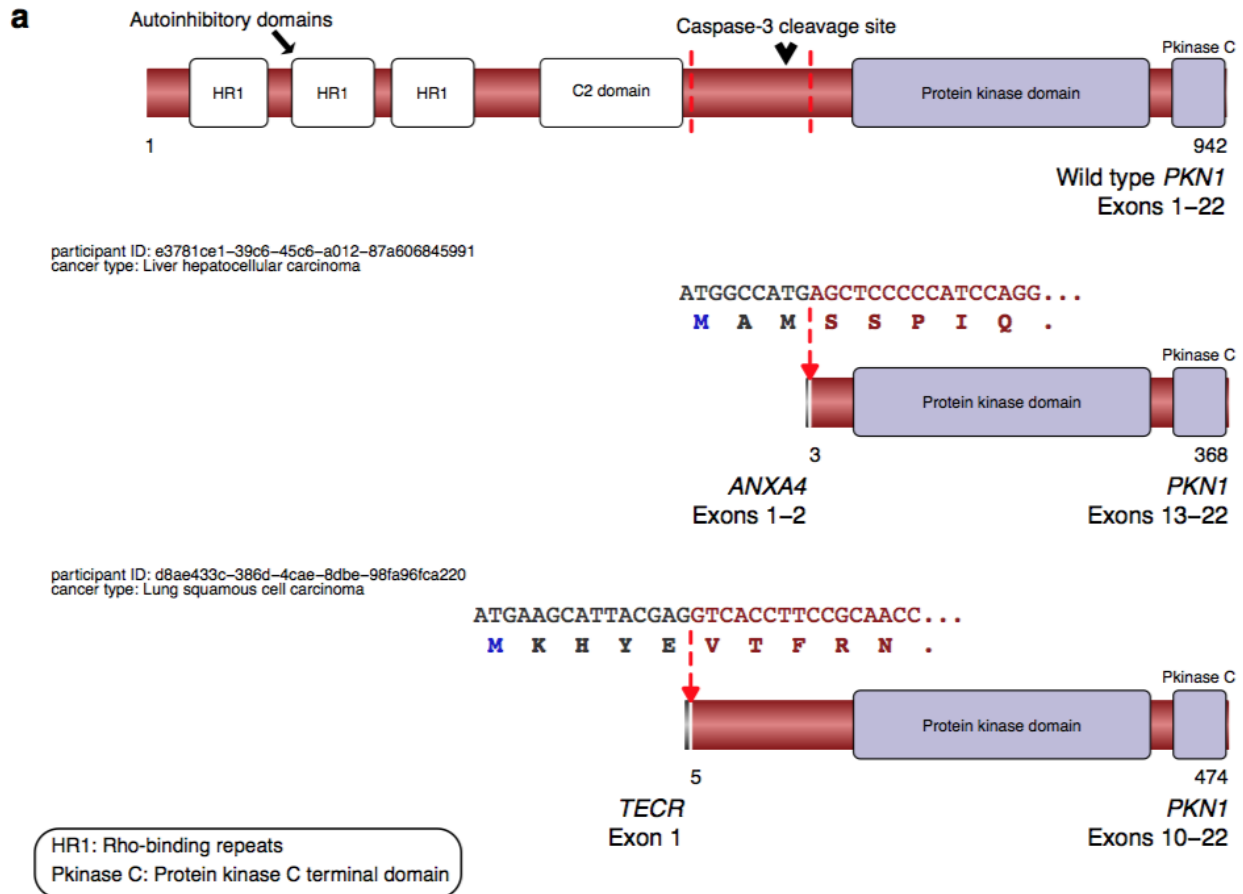 a
Autoinhibitory domains
Caspase-3 cleavage site
Pkinase C
HR1
HR1
HR1
C2 domain
Protein kinase domain
1
942
Wild type PKN1
Exons 1–22
participant ID: e3781ce1–39c6–45c6–a012–87a606845991
cancer type: Liver hepatocellular carcinoma
ATGGCCATGAGCTCCCCCATCCAGG...
M A M S S P I Q .
Pkinase C
Protein kinase domain
3
368
ANXA4
Exons 1–2
PKN1
Exons 13–22
participant ID: d8ae433c–386d–4cae–8dbe–98fa96fca220
cancer type: Lung squamous cell carcinoma
ATGAAGCATTACGAGGTCACCTTCCGCAACC...
M K H Y E V T F R N .
Pkinase C
Protein kinase domain
5
474
TECR
Exon 1
PKN1
Exons 10–22
HR1: Rho-binding repeats
Pkinase C: Protein kinase C terminal domain